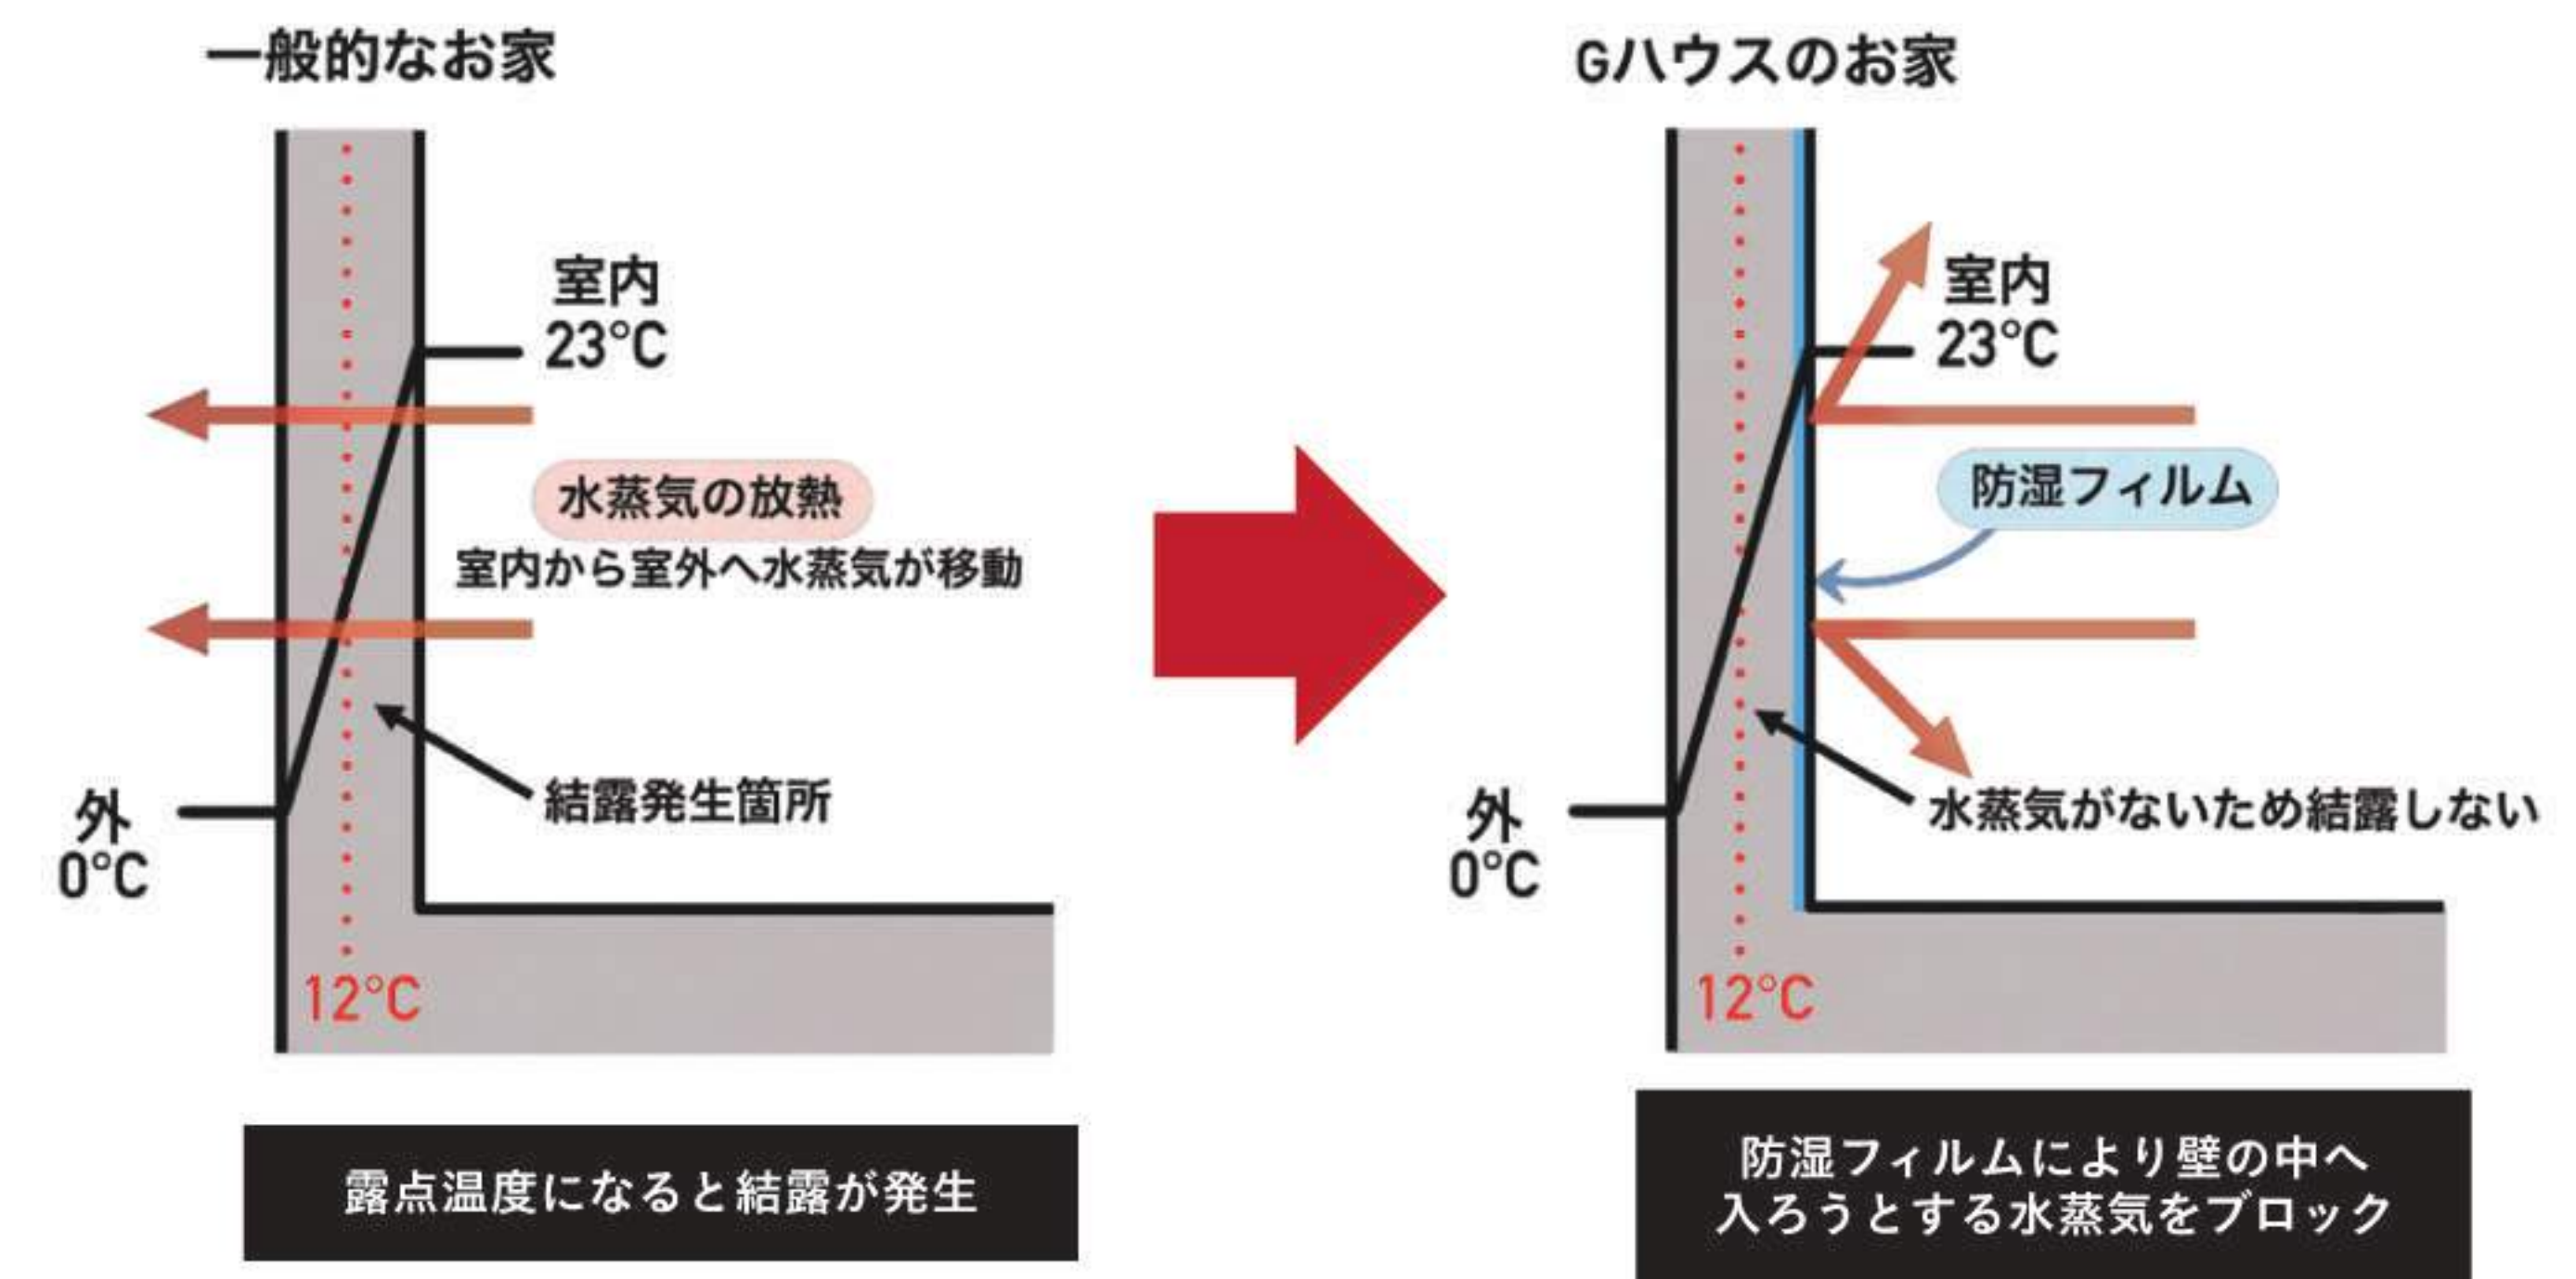 一般的なお家
室内
23°C
水蒸気の放熱
室内から室外へ水蒸気が移動
結露発生箇所
外
0°C
12°C
露点温度になると結露が発生
Gハウスのお家
室内
23°C
防湿フィルム
水蒸気がないため結露しない
外
0°C
12°C
防湿フィルムにより壁の中へ
入ろうとする水蒸気をブロック